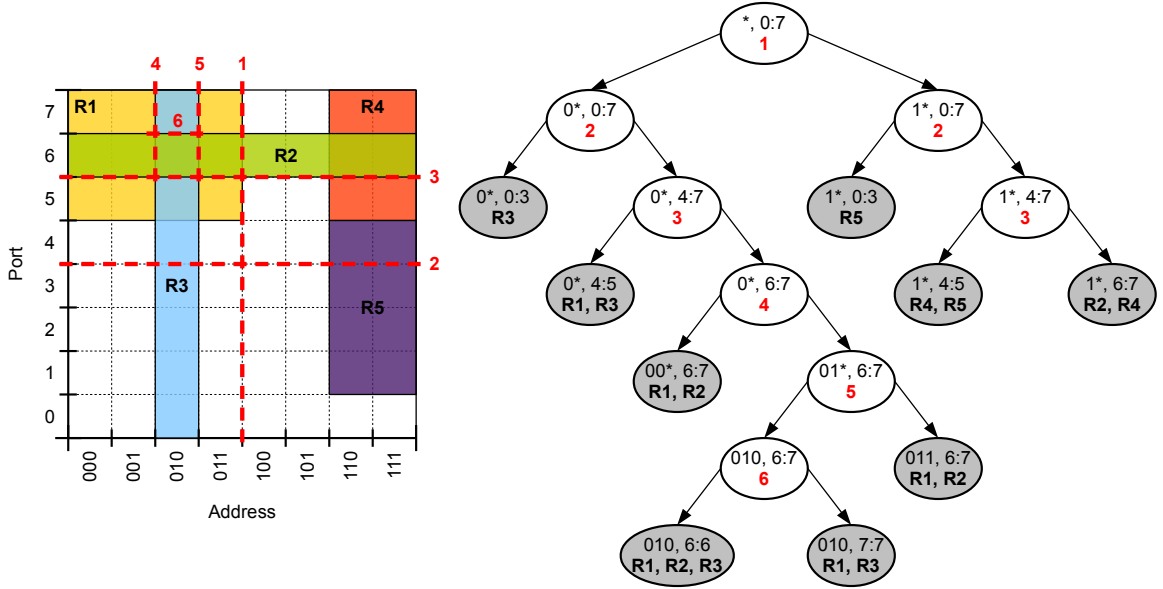 4
5
1
7
R1
R4
6
6
R2
3
5
4
2
Port
3
R3
R5
2
1
0
000
001
010
011
100
101
110
111
Address
*, 0:7
1
0*, 0:7
2
1*, 0:7
2
0*, 0:3
R3
0*, 4:7
3
1*, 0:3
R5
1*, 4:7
3
0*, 4:5
R1, R3
0*, 6:7
4
1*, 4:5
R4, R5
1*, 6:7
R2, R4
00*, 6:7
R1, R2
01*, 6:7
5
010, 6:7
6
011, 6:7
R1, R2
010, 6:6
R1, R2, R3
010, 7:7
R1, R3